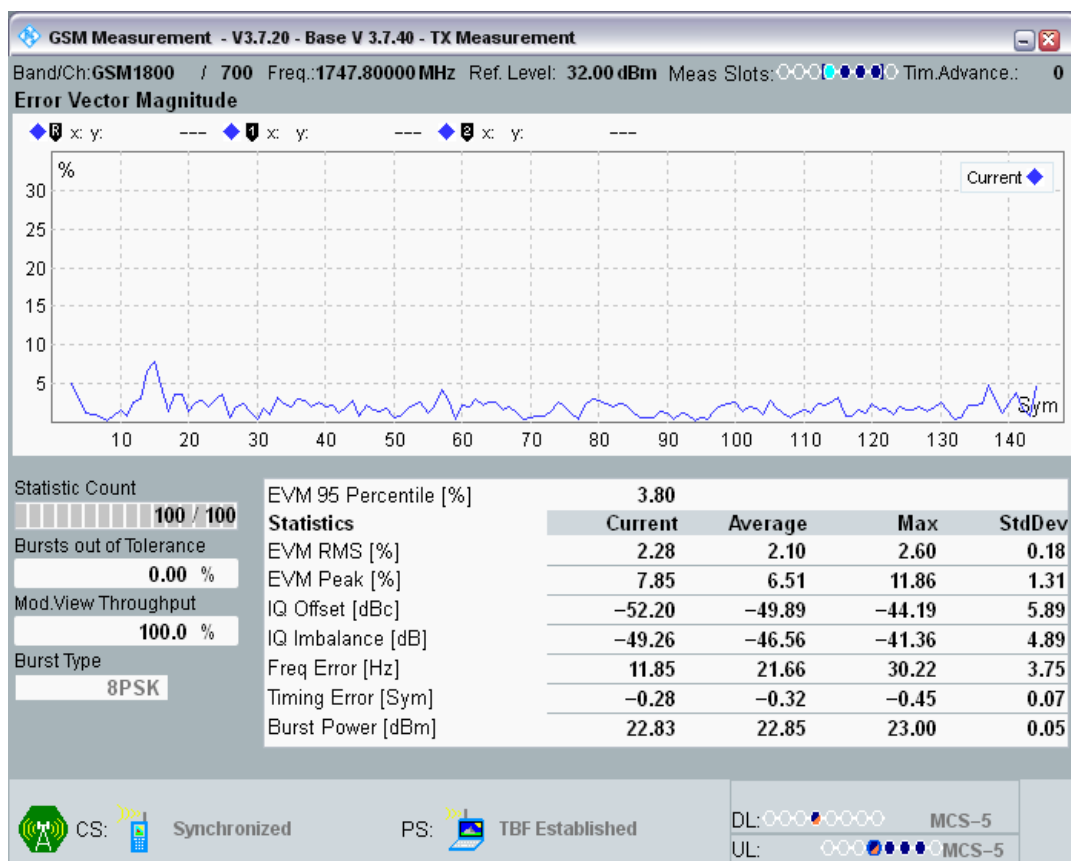 GSM Measurement - V3.7.20 - Base V 3.7.40 - TX Measurement
Band/Ch:GSM1800 / 700 Freq.:1747.80000MHz Ref. Level: 32.00 dBm Meas Slots: Tim.Advance.: 0
Error Vector Magnitude
R x: y: --- 1 x: y: --- 2 x: y: ---
%
Current
30
25
20
15
10
5
Sym
10 20 30 40 50 60 70 80 90 100 110 120 130 140
Statistic Count
100 / 100
Bursts out of Tolerance
0.00 %
Mod.View Throughput
100.0 %
Burst Type
8PSK
EVM 95 Percentile [%] 3.80
Statistics Current Average Max StdDev
EVM RMS [%] 2.28 2.10 2.60 0.18
EVM Peak [%] 7.85 6.51 11.86 1.31
IQ Offset [dBc] −52.20 −49.89 −44.19 5.89
IQ Imbalance [dB] −49.26 −46.56 −41.36 4.89
Freq Error [Hz] 11.85 21.66 30.22 3.75
Timing Error [Sym] −0.28 −0.32 −0.45 0.07
Burst Power [dBm] 22.83 22.85 23.00 0.05
CS: Synchronized PS: TBF Established
DL: MCS−5
UL: MCS−5